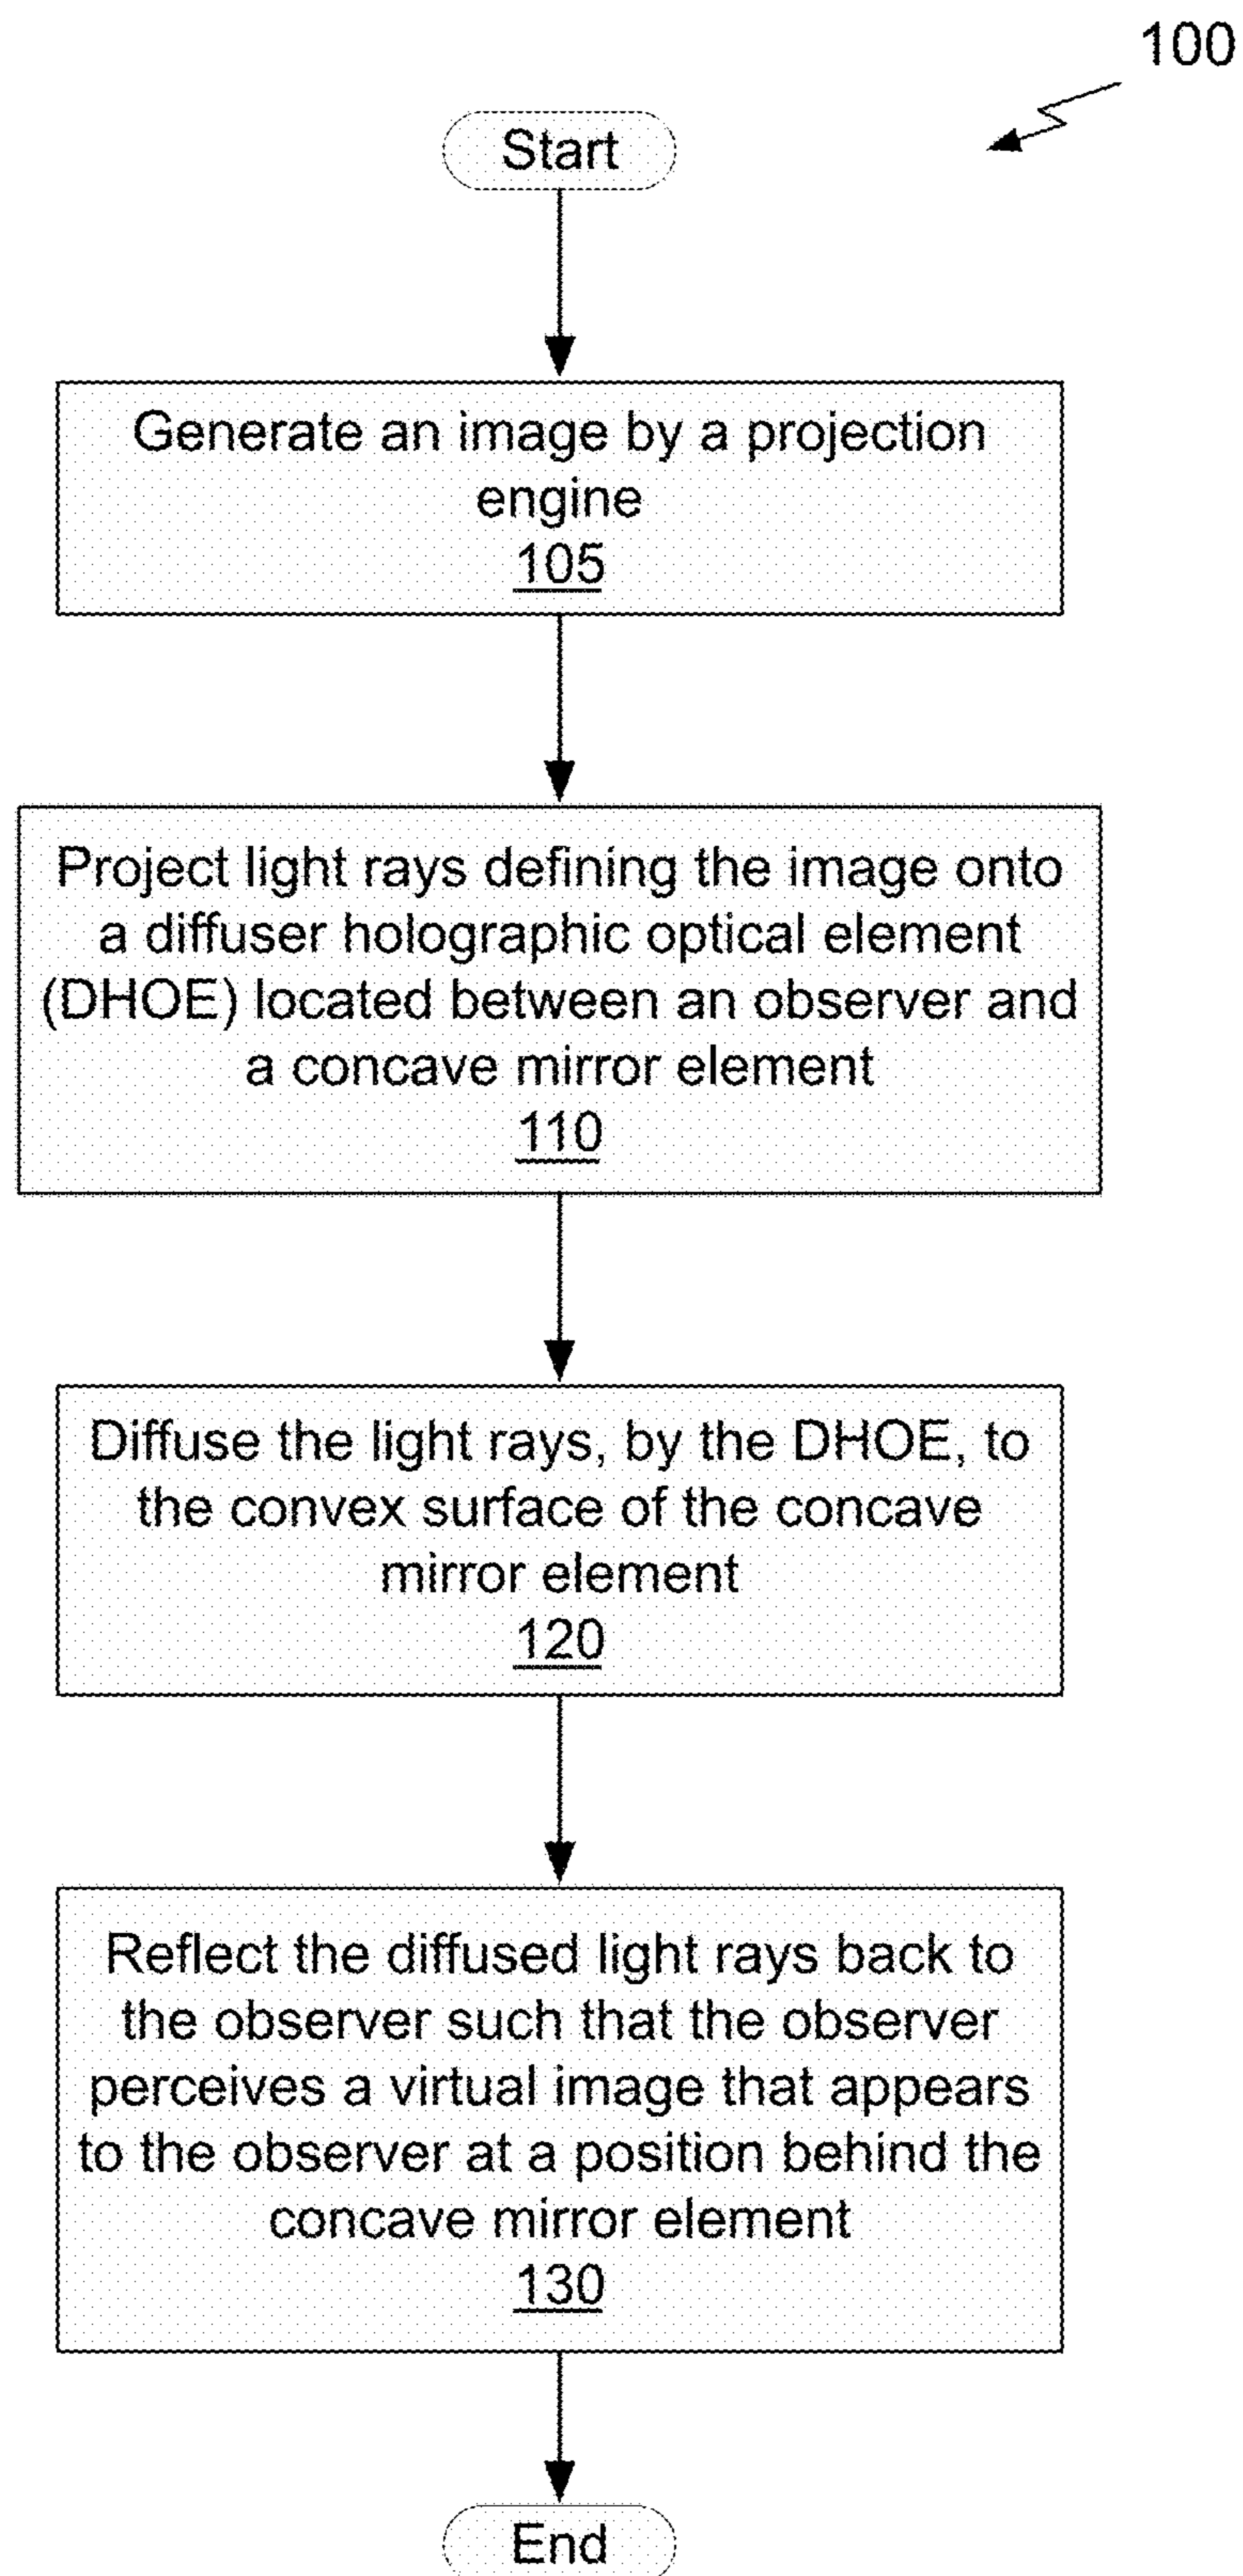 100
Start
Generate an image by a projection
engine
105
Project light rays defining the image onto
a diffuser holographic optical element
(DHOE) located between an observer and
a concave mirror element
110
Diffuse the light rays, by the DHOE, to
the convex surface of the concave
mirror element
120
Reflect the diffused light rays back to
the observer such that the observer
perceives a virtual image that appears
to the observer at a position behind the
concave mirror element
130
End